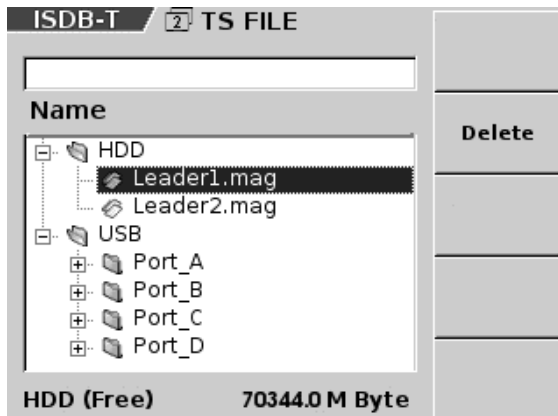 ISDB-T 2 TS FILE
Name
Delete
HDD
Leader1.mag
Leader2.mag
USB
Port_A
Port_B
Port_C
Port_D
HDD (Free) 70344.0 M Byte